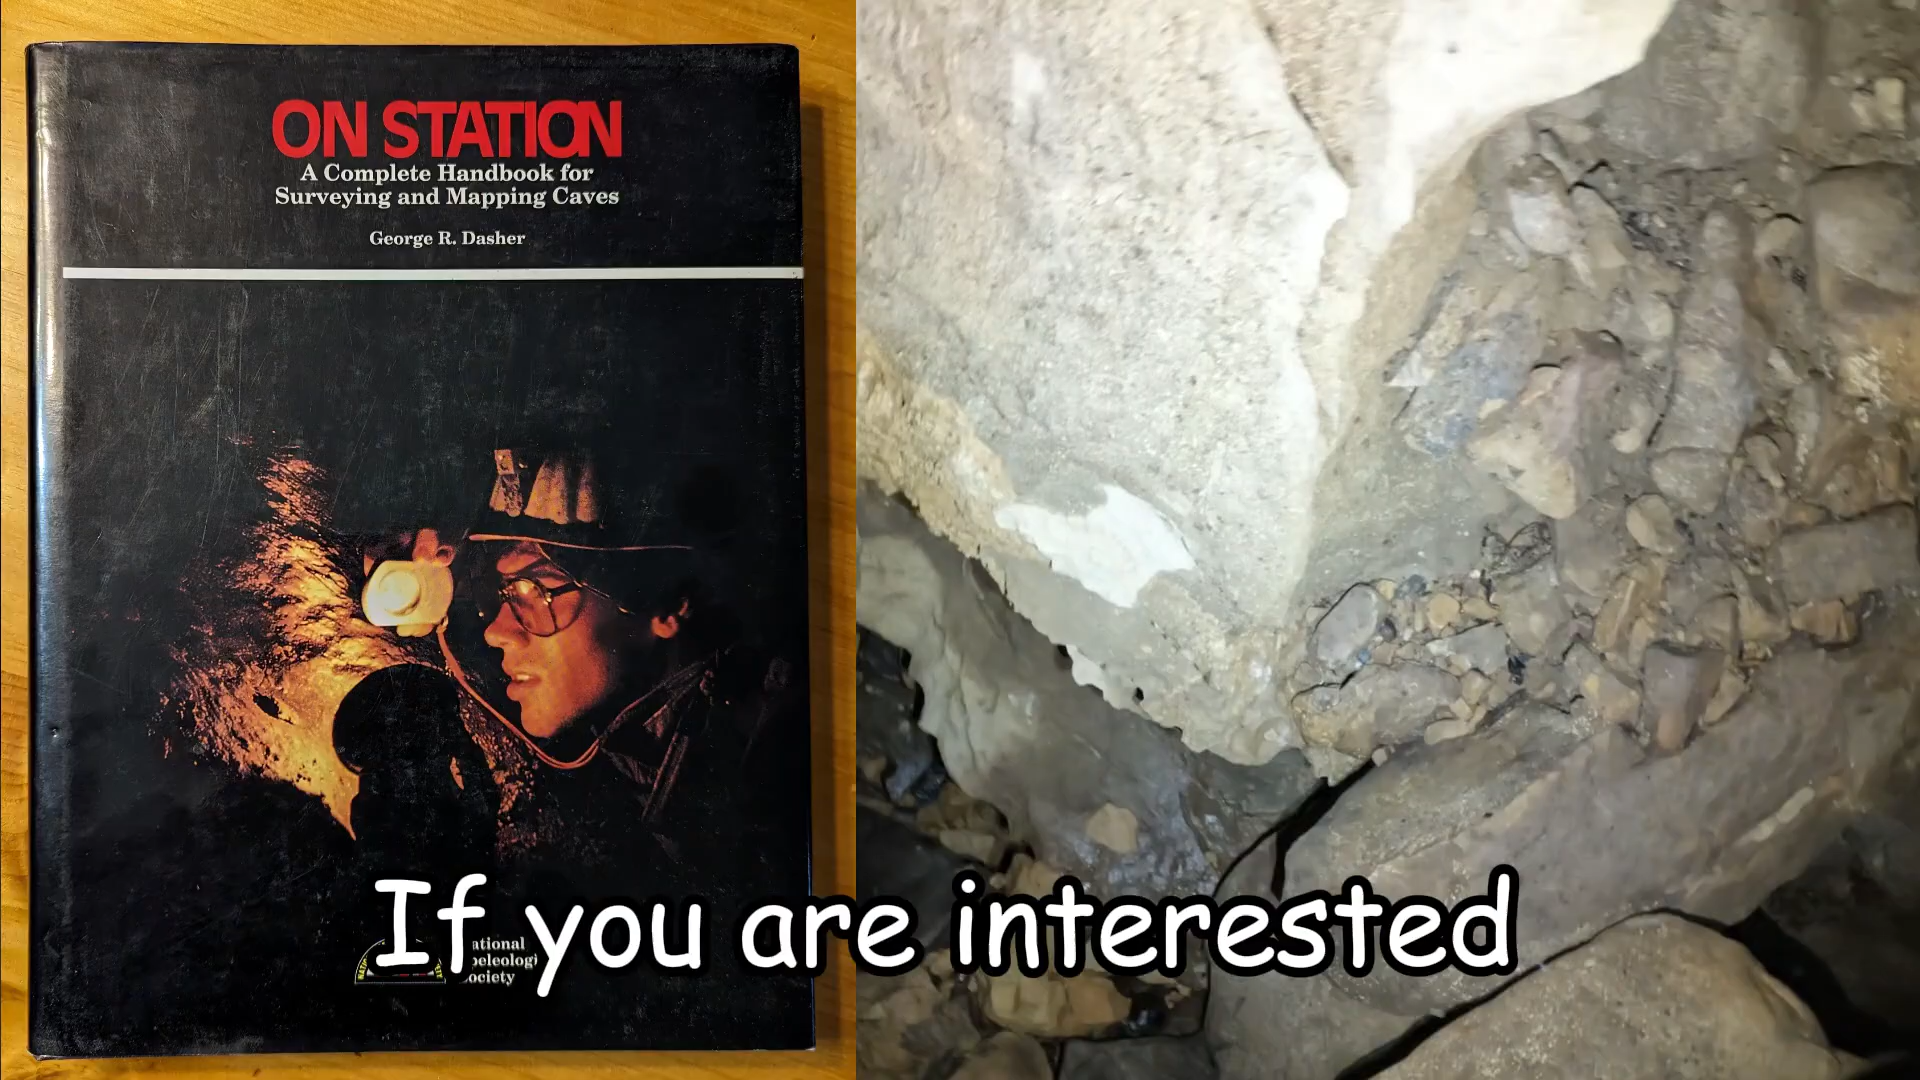 ON STATION
A Complete Handbook for
Surveying and Mapping Caves
George R. Dasher
If you are interested